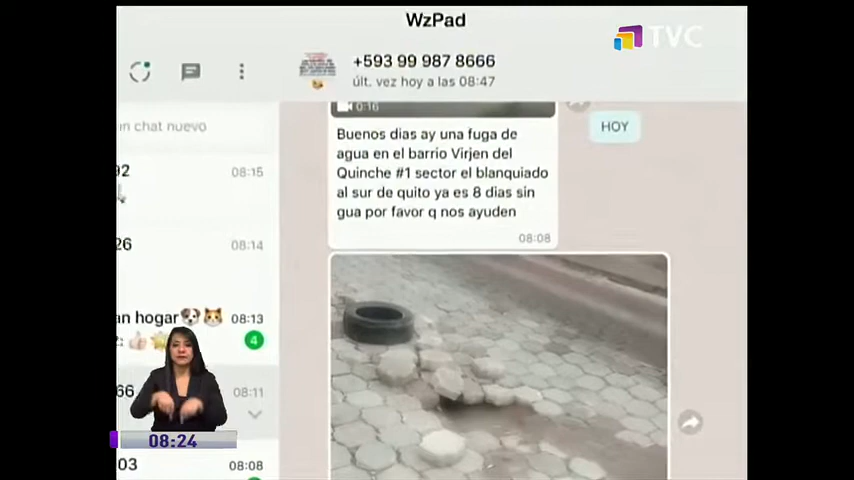 WzPad
TVC
+593 99 987 8666
últ. vez hoy a las 08:47
0:16
HOY
Buenos dias ay una fuga de
agua en el barrio Virjen del
Quinche #1 sector el blanquiado
al sur de quito ya es 8 dias sin
gua por favor q nos ayuden
08:08
in chat nuevo
92
08:15
26
08:14
an hogar🐶🐱 08:13
2: 👍🏻⭐ 4
66
08:11
08:24
03
08:08